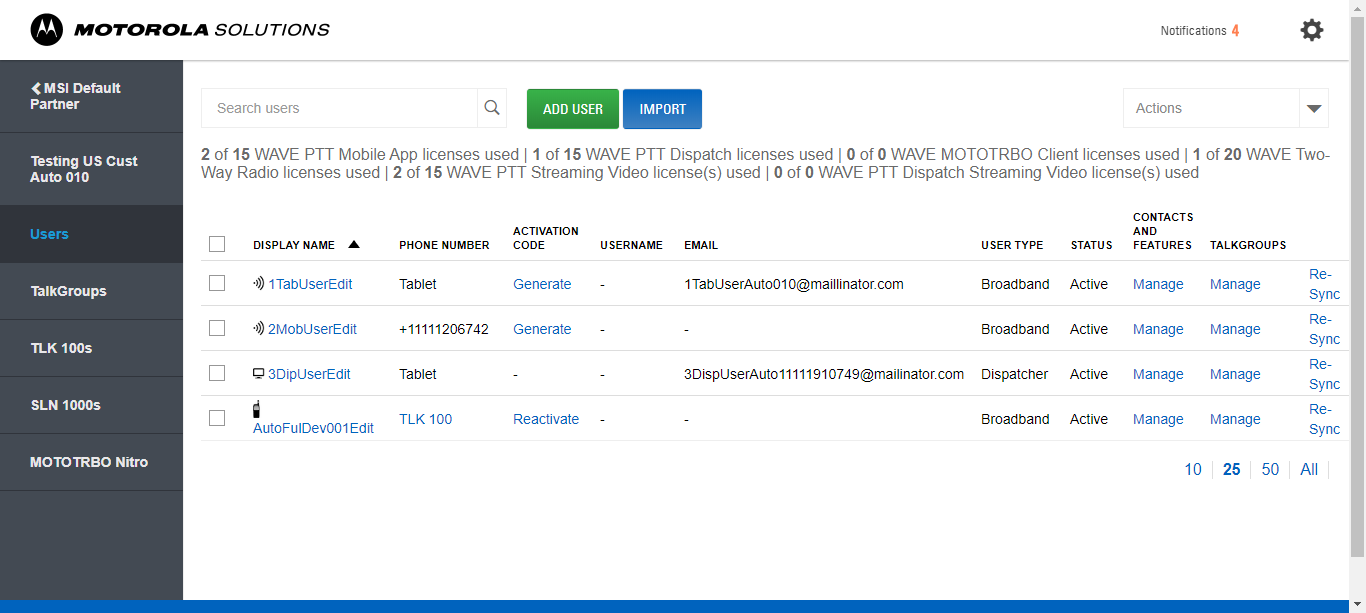 MOTOROLA SOLUTIONS
Notifications 4
MSI Default
Partner
Testing US Cust
Auto 010
Users
TalkGroups
TLK 100s
SLN 1000s
MOTOTRBO Nitro
Search users
ADD USER
IMPORT
Actions
2 of 15 WAVE PTT Mobile App licenses used | 1 of 15 WAVE PTT Dispatch licenses used | 0 of 0 WAVE MOTOTRBO Client licenses used | 1 of 20 WAVE Two-
Way Radio licenses used | 2 of 15 WAVE PTT Streaming Video license(s) used | 0 of 0 WAVE PTT Dispatch Streaming Video license(s) used
DISPLAY NAME
PHONE NUMBER
ACTIVATION
CODE
USERNAME
EMAIL
USER TYPE
STATUS
CONTACTS
AND
FEATURES
TALKGROUPS
1TabUserEdit Tablet Generate - 1TabUserAuto010@maillinator.com Broadband Active Manage Manage Re-
Sync
2MobUserEdit +11111206742 Generate - - Broadband Active Manage Manage Re-
Sync
3DipUserEdit Tablet - - 3DispUserAuto11111910749@mailinator.com Dispatcher Active Manage Manage Re-
Sync
AutoFulDev001Edit TLK 100 Reactivate - - Broadband Active Manage Manage Re-
Sync
10 25 50 All